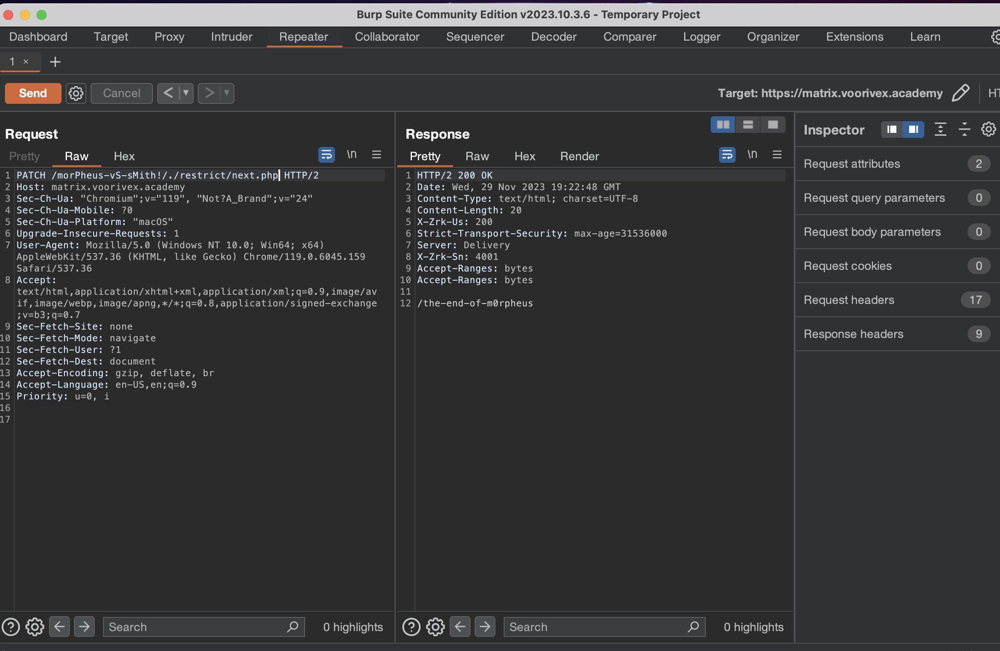 Burp Suite Community Edition v2023.10.3.6 - Temporary Project
Dashboard Target Proxy Intruder Repeater Collaborator Sequencer Decoder Comparer Logger Organizer Extensions Learn
1 × +
Send Cancel < > Target: https://matrix.voorivex.academy
Request
Pretty Raw Hex \n
1 PATCH /morPheus-vS-sMith!/./restrict/next.php HTTP/2
2 Host: matrix.voorivex.academy
3 Sec-Ch-Ua: "Chromium";v="119", "Not?A_Brand";v="24"
4 Sec-Ch-Ua-Mobile: ?0
5 Sec-Ch-Ua-Platform: "macOS"
6 Upgrade-Insecure-Requests: 1
7 User-Agent: Mozilla/5.0 (Windows NT 10.0; Win64; x64)
AppleWebKit/537.36 (KHTML, like Gecko) Chrome/119.0.6045.159
Safari/537.36
8 Accept:
text/html,application/xhtml+xml,application/xml;q=0.9,image/av
if,image/webp,image/apng,*/*;q=0.8,application/signed-exchange
;v=b3;q=0.7
9 Sec-Fetch-Site: none
10 Sec-Fetch-Mode: navigate
11 Sec-Fetch-User: ?1
12 Sec-Fetch-Dest: document
13 Accept-Encoding: gzip, deflate, br
14 Accept-Language: en-US,en;q=0.9
15 Priority: u=0, i
16
17
? Search 0 highlights
Response
Pretty Raw Hex Render \n
1 HTTP/2 200 OK
2 Date: Wed, 29 Nov 2023 19:22:48 GMT
3 Content-Type: text/html; charset=UTF-8
4 Content-Length: 20
5 X-Zrk-Us: 200
6 Strict-Transport-Security: max-age=31536000
7 Server: Delivery
8 X-Zrk-Sn: 4001
9 Accept-Ranges: bytes
10 Accept-Ranges: bytes
11
12 /the-end-of-m0rpheus
? Search 0 highlights
Inspector
Request attributes 2
Request query parameters 0
Request body parameters 0
Request cookies 0
Request headers 17
Response headers 9